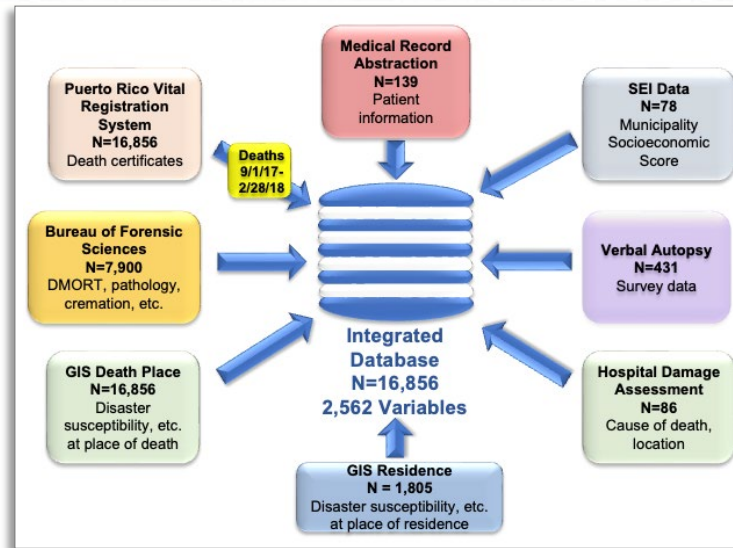 Medical Record
Abstraction
N=139
Patient
information
Puerto Rico Vital
Registration
System
N=16,856
Death certificates
SEI Data
N=78
Municipality
Socioeconomic
Score
Deaths
9/1/17-
2/28/18
Bureau of Forensic
Sciences
N=7,900
DMORT, pathology,
cremation, etc.
Verbal Autopsy
N=431
Survey data
GIS Death Place
N=16,856
Disaster
susceptibility, etc.
at place of death
Integrated
Database
N=16,856
2,562 Variables
Hospital Damage
Assessment
N=86
Cause of death,
location
GIS Residence
N = 1,805
Disaster susceptibility, etc.
at place of residence